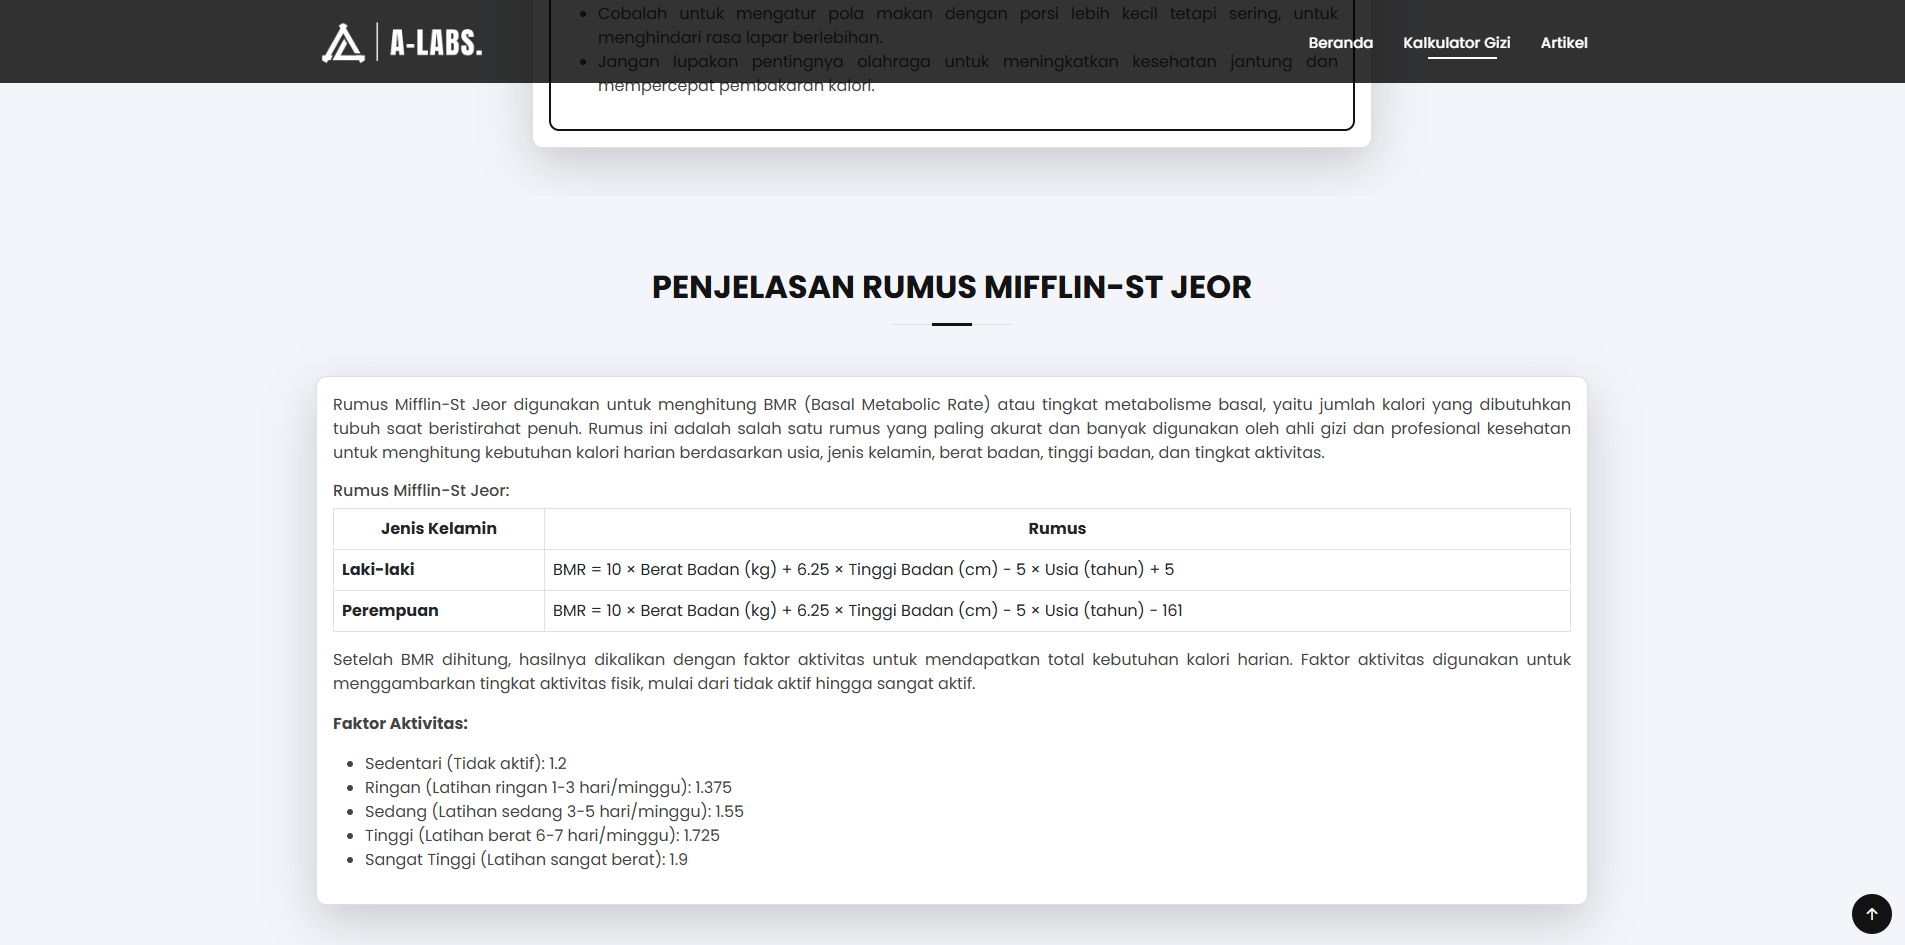 Cobalah untuk mengatur pola makan dengan porsi lebih kecil tetapi sering, untuk
menghindari rasa lapar berlebihan.
Jangan lupakan pentingnya olahraga untuk meningkatkan kesehatan jantung dan
mempercepat pembakaran kalori.
A-LABS.
Beranda
Kalkulator Gizi
Artikel
PENJELASAN RUMUS MIFFLIN-ST JEOR
Rumus Mifflin-St Jeor digunakan untuk menghitung BMR (Basal Metabolic Rate) atau tingkat metabolisme basal, yaitu jumlah kalori yang dibutuhkan
tubuh saat beristirahat penuh. Rumus ini adalah salah satu rumus yang paling akurat dan banyak digunakan oleh ahli gizi dan profesional kesehatan
untuk menghitung kebutuhan kalori harian berdasarkan usia, jenis kelamin, berat badan, tinggi badan, dan tingkat aktivitas.
Rumus Mifflin-St Jeor:
Jenis Kelamin
Rumus
Laki-laki
BMR = 10 × Berat Badan (kg) + 6.25 × Tinggi Badan (cm) - 5 × Usia (tahun) + 5
Perempuan
BMR = 10 × Berat Badan (kg) + 6.25 × Tinggi Badan (cm) - 5 × Usia (tahun) - 161
Setelah BMR dihitung, hasilnya dikalikan dengan faktor aktivitas untuk mendapatkan total kebutuhan kalori harian. Faktor aktivitas digunakan untuk
menggambarkan tingkat aktivitas fisik, mulai dari tidak aktif hingga sangat aktif.
Faktor Aktivitas:
Sedentari (Tidak aktif): 1.2
Ringan (Latihan ringan 1-3 hari/minggu): 1.375
Sedang (Latihan sedang 3-5 hari/minggu): 1.55
Tinggi (Latihan berat 6-7 hari/minggu): 1.725
Sangat Tinggi (Latihan sangat berat): 1.9